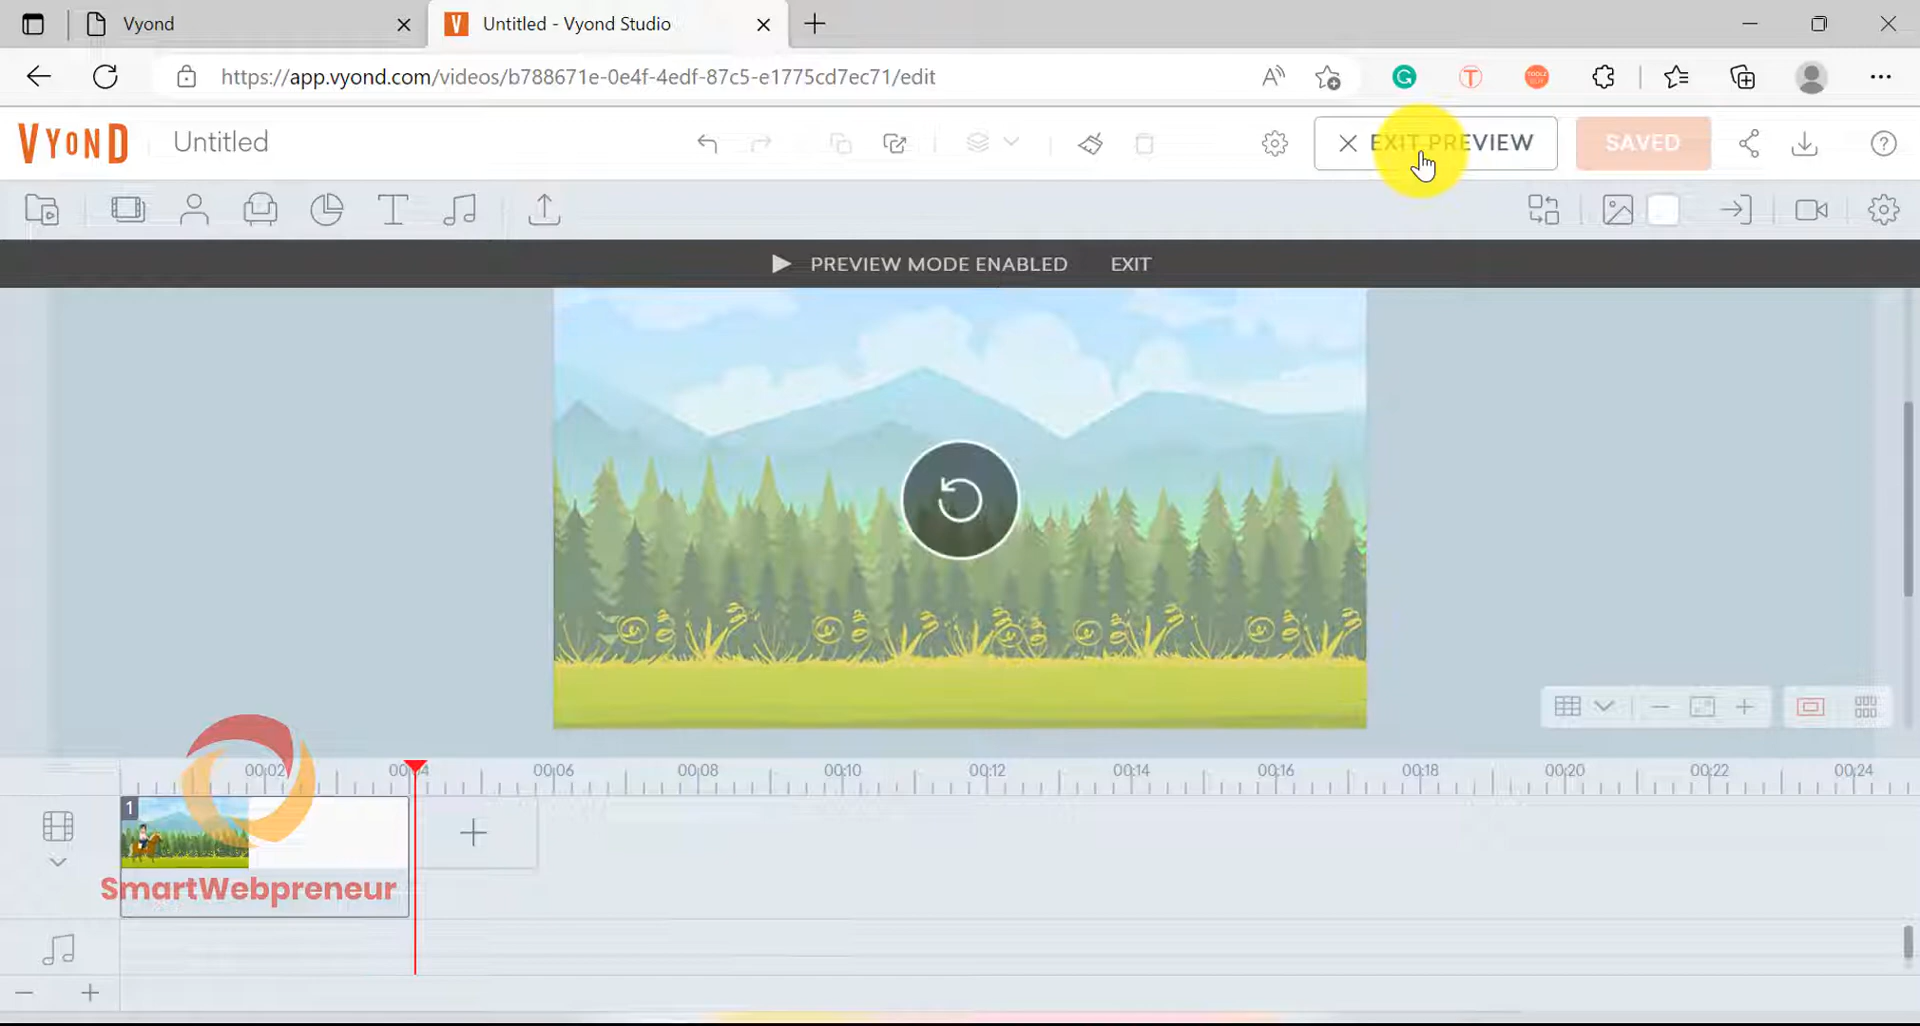 Vyond
Untitled - Vyond Studio
https://app.vyond.com/videos/b788671e-0e4f-4edf-87c5-e1775cd7ec71/edit
VYOND
Untitled
EXIT PREVIEW
SAVED
PREVIEW MODE ENABLED
EXIT
00:02
00:04
00:06
00:08
00:10
00:12
00:14
00:16
00:18
00:20
00:22
00:24
1
SmartWebpreneur